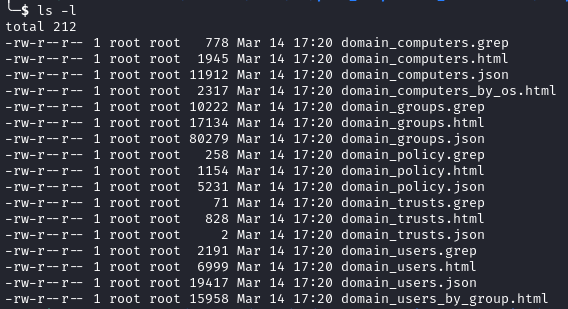 └─$ ls -l
total 212
-rw-r--r-- 1 root root   778 Mar 14 17:20 domain_computers.grep
-rw-r--r-- 1 root root  1945 Mar 14 17:20 domain_computers.html
-rw-r--r-- 1 root root 11912 Mar 14 17:20 domain_computers.json
-rw-r--r-- 1 root root  2317 Mar 14 17:20 domain_computers_by_os.html
-rw-r--r-- 1 root root 10222 Mar 14 17:20 domain_groups.grep
-rw-r--r-- 1 root root 17134 Mar 14 17:20 domain_groups.html
-rw-r--r-- 1 root root 80279 Mar 14 17:20 domain_groups.json
-rw-r--r-- 1 root root   258 Mar 14 17:20 domain_policy.grep
-rw-r--r-- 1 root root  1154 Mar 14 17:20 domain_policy.html
-rw-r--r-- 1 root root  5231 Mar 14 17:20 domain_policy.json
-rw-r--r-- 1 root root    71 Mar 14 17:20 domain_trusts.grep
-rw-r--r-- 1 root root   828 Mar 14 17:20 domain_trusts.html
-rw-r--r-- 1 root root     2 Mar 14 17:20 domain_trusts.json
-rw-r--r-- 1 root root  2191 Mar 14 17:20 domain_users.grep
-rw-r--r-- 1 root root  6999 Mar 14 17:20 domain_users.html
-rw-r--r-- 1 root root 19417 Mar 14 17:20 domain_users.json
-rw-r--r-- 1 root root 15958 Mar 14 17:20 domain_users_by_group.html